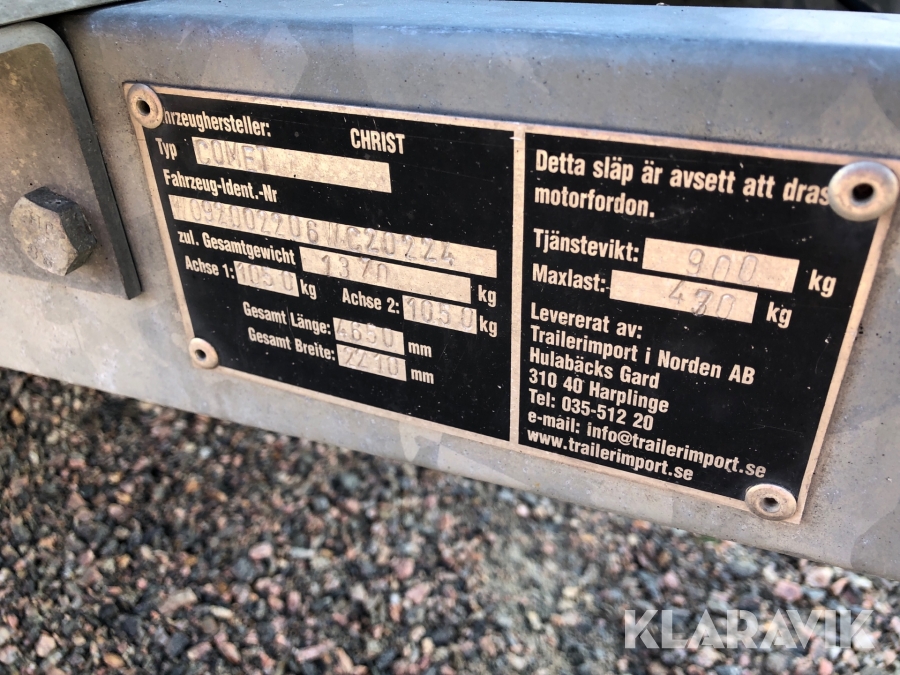 hrzeughersteller: CHRIST
Typ COMET
Fahrzeug-Ident.-Nr
zul. Gesamtgewicht 1370 kg
Achse 1: 1050 kg Achse 2: 1050 kg
Gesamt Länge: 4650 mm
Gesamt Breite: 2210 mm
Detta släp är avsett att dras
motorfordon.
Tjänstevikt: 900 kg
Maxlast: kg
Levererat av:
Trailerimport i Norden AB
Hulabäcks Gard
310 40 Harplinge
Tel: 035-512 20
e-mail: info@trailerimport.se
www.trailerimport.se
KLARAVIK